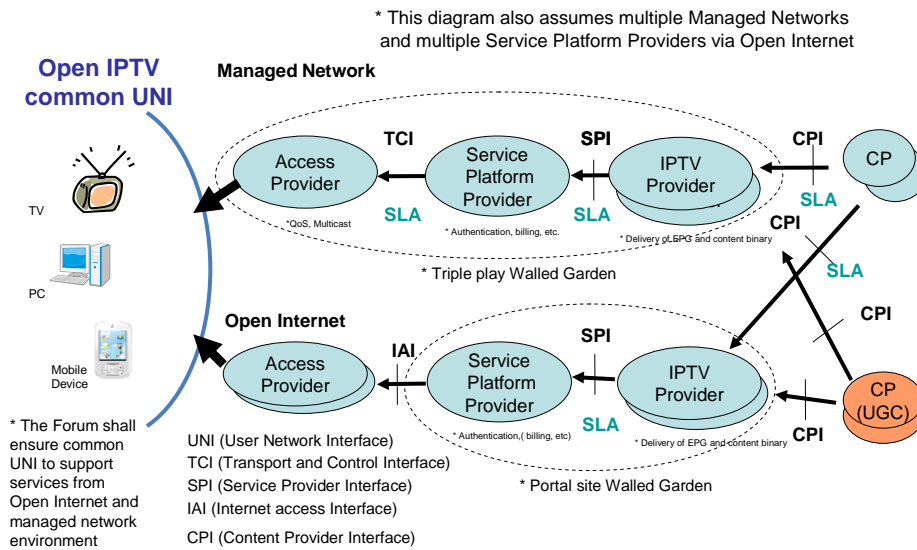 * This diagram also assumes multiple Managed Networks
and multiple Service Platform Providers via Open Internet
Open IPTV
common UNI
Managed Network
TCI
SPI
CPI
Access
Provider
Service
Platform
Provider
IPTV
Provider
CP
SLA
SLA
SLA
CPI
*QoS, Multicast
* Authentication, billing, etc.
* Delivery of EPG and content binary
SLA
* Triple play Walled Garden
TV
PC
Mobile
Device
CPI
Open Internet
IAI
SPI
Access
Provider
Service
Platform
Provider
IPTV
Provider
CP
(UGC)
SLA
CPI
* Authentication,( billing, etc)
* Delivery of EPG and content binary
* Portal site Walled Garden
* The Forum shall
ensure common
UNI to support
services from
Open Internet and
managed network
environment
UNI (User Network Interface)
TCI (Transport and Control Interface)
SPI (Service Provider Interface)
IAI (Internet access Interface)
CPI (Content Provider Interface)